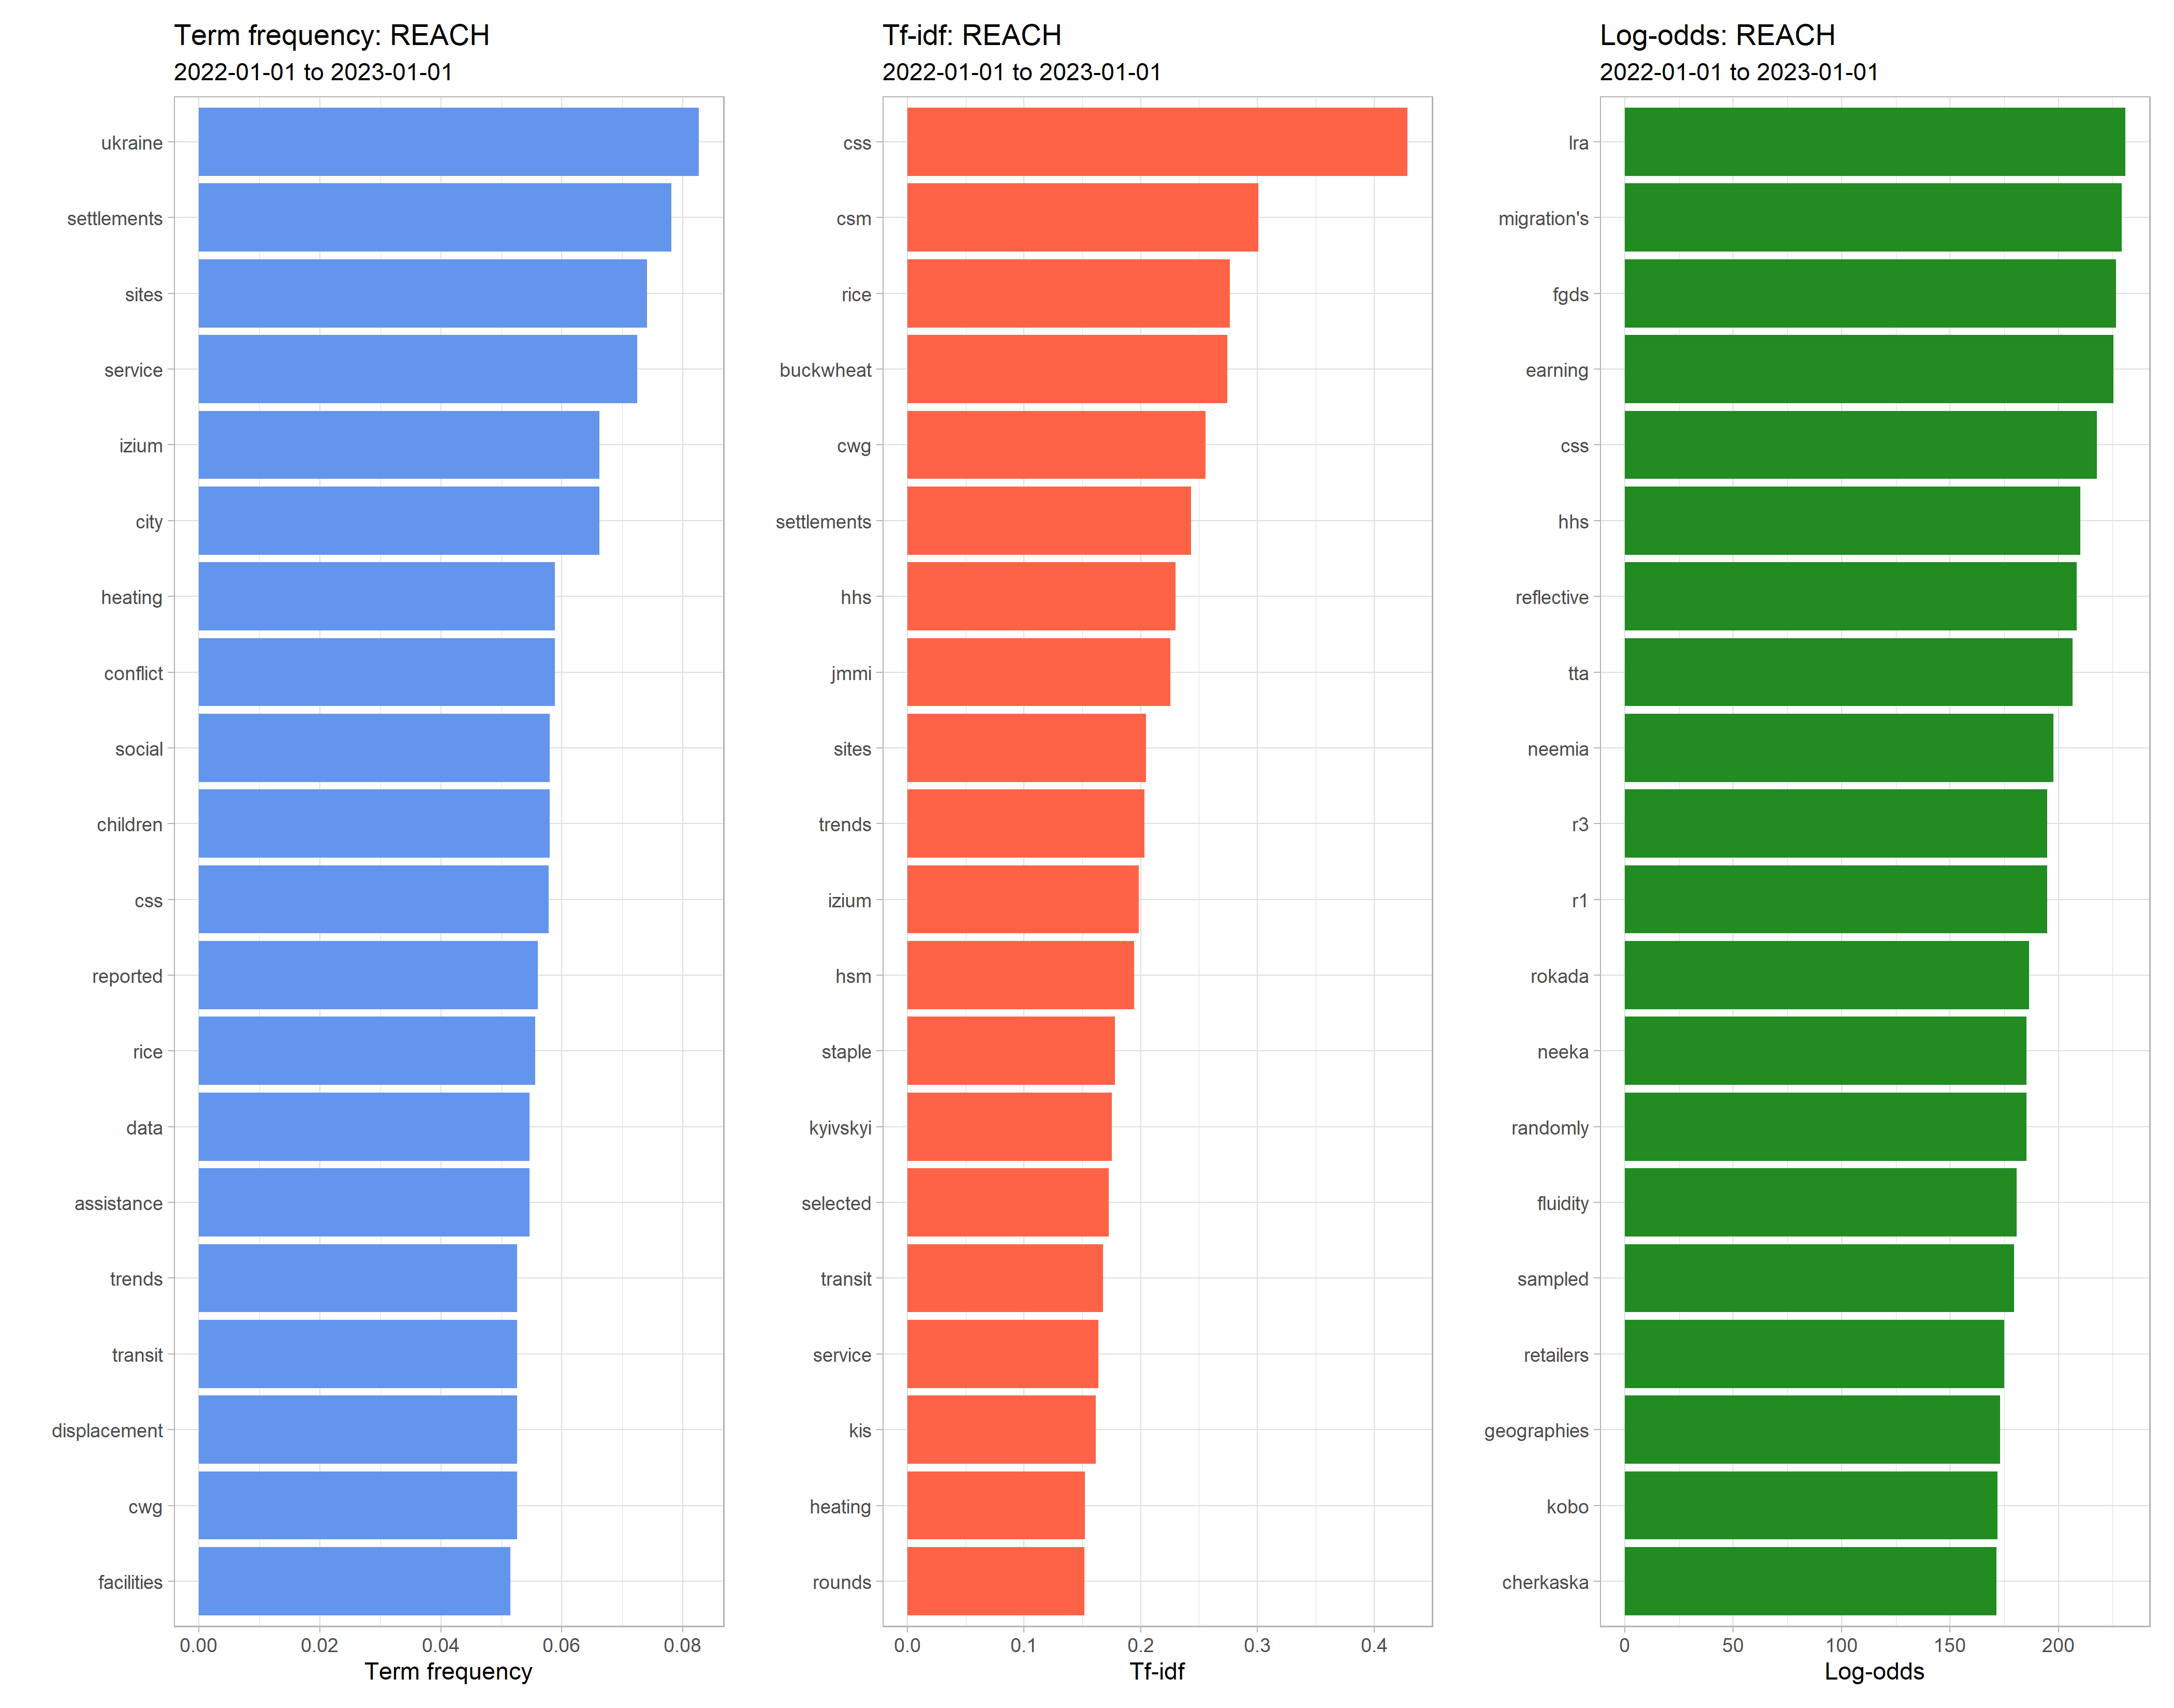 Term frequency: REACH
2022-01-01 to 2023-01-01
ukraine
settlements
sites
service
izium
city
heating
conflict
social
children
css
reported
rice
data
assistance
trends
transit
displacement
cwg
facilities
0.00 0.02 0.04 0.06 0.08
Term frequency
Tf-idf: REACH
2022-01-01 to 2023-01-01
css
csm
rice
buckwheat
cwg
settlements
hhs
jmmi
sites
trends
izium
hsm
staple
kyivskyi
selected
transit
service
kis
heating
rounds
0.0 0.1 0.2 0.3 0.4
Tf-idf
Log-odds: REACH
2022-01-01 to 2023-01-01
lra
migration's
fgds
earning
css
hhs
reflective
tta
neemia
r3
r1
rokada
neeka
randomly
fluidity
sampled
retailers
geographies
kobo
cherkaska
0 50 100 150 200
Log-odds